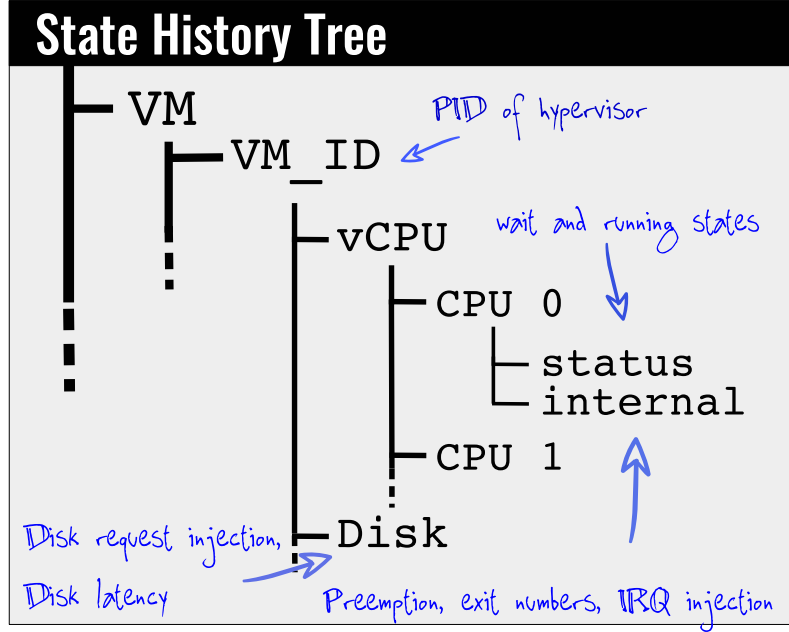 State History Tree
VM
PID of hypervisor
VM_ID
wait and running states
vCPU
CPU 0
status
internal
CPU 1
Disk
Disk request injection,
Disk latency
Preemption, exit numbers, IRQ injection